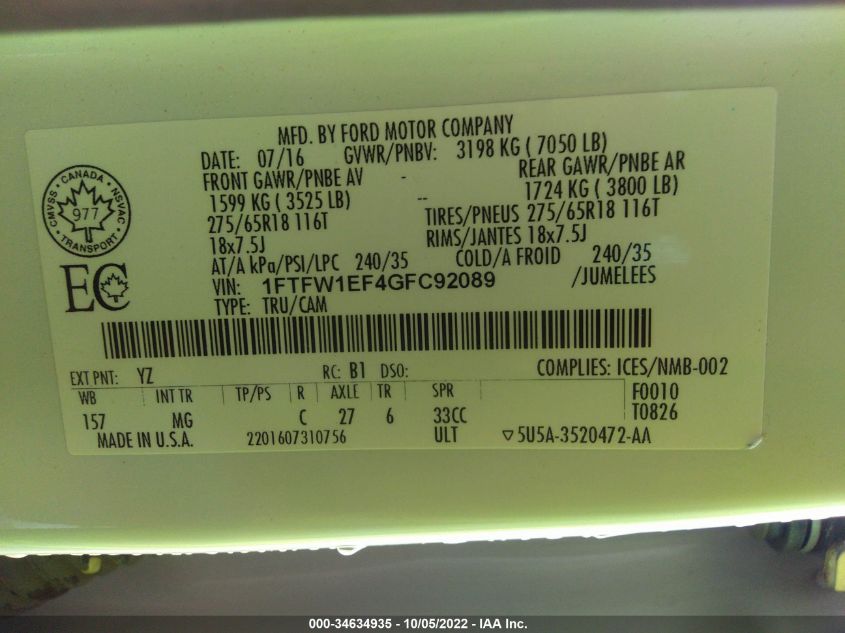 MFD. BY FORD MOTOR COMPANY
DATE: 07/16 GVWR/PNBV: 3198 KG ( 7050 LB)
FRONT GAWR/PNBE AV - REAR GAWR/PNBE AR
1599 KG ( 3525 LB) -- 1724 KG ( 3800 LB)
275/65R18 116T TIRES/PNEUS 275/65R18 116T
18x7.5J RIMS/JANTES 18x7.5J
AT/A kPa/PSI/LPC 240/35 COLD/A FROID 240/35
VIN: 1FTFW1EF4GFC92089 /JUMELEES
TYPE: TRU/CAM
CANADA
CMVSS NSVAC
977
TRANSPORT
EC
EXT PNT: YZ RC: B1 DSO: COMPLIES: ICES/NMB-002
WB INT TR TP/PS R AXLE TR SPR F0010
157 MG C 27 6 33CC T0826
MADE IN U.S.A. 2201607310756 ULT ▽5U5A-3520472-AA
000-34634935 - 10/05/2022 - IAA Inc.